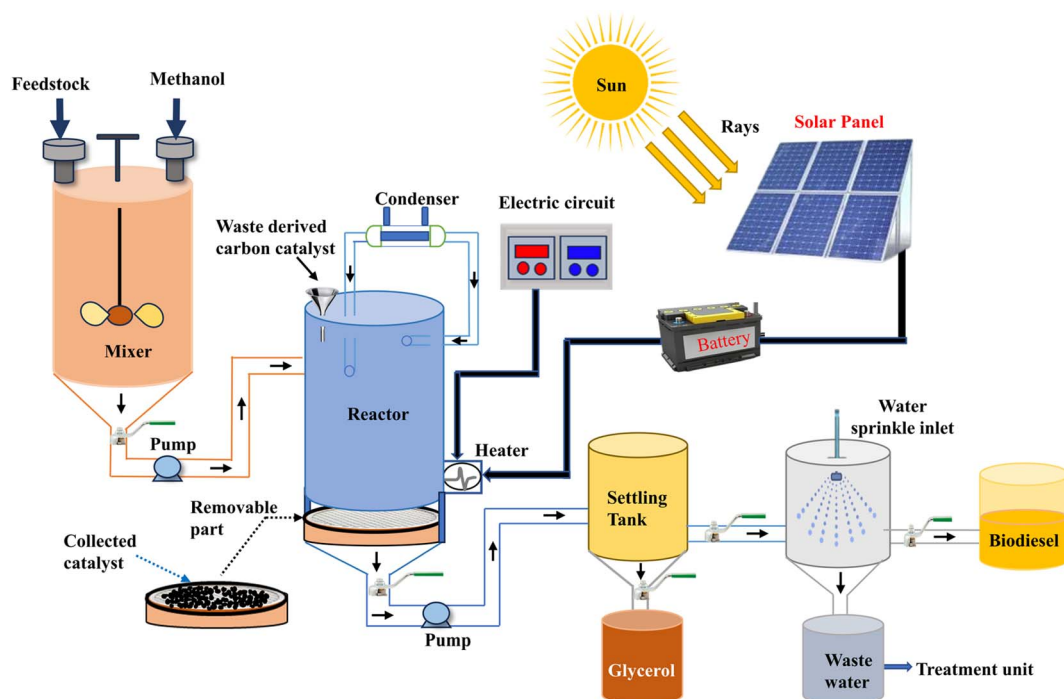 Feedstock
Methanol
Sun
Rays
Solar Panel
Condenser
Electric circuit
Waste derived
carbon catalyst
Mixer
Battery
Reactor
Pump
Heater
Water
sprinkle inlet
Settling
Tank
Removable
part
Collected
catalyst
Biodiesel
Pump
Glycerol
Waste
water
Treatment unit